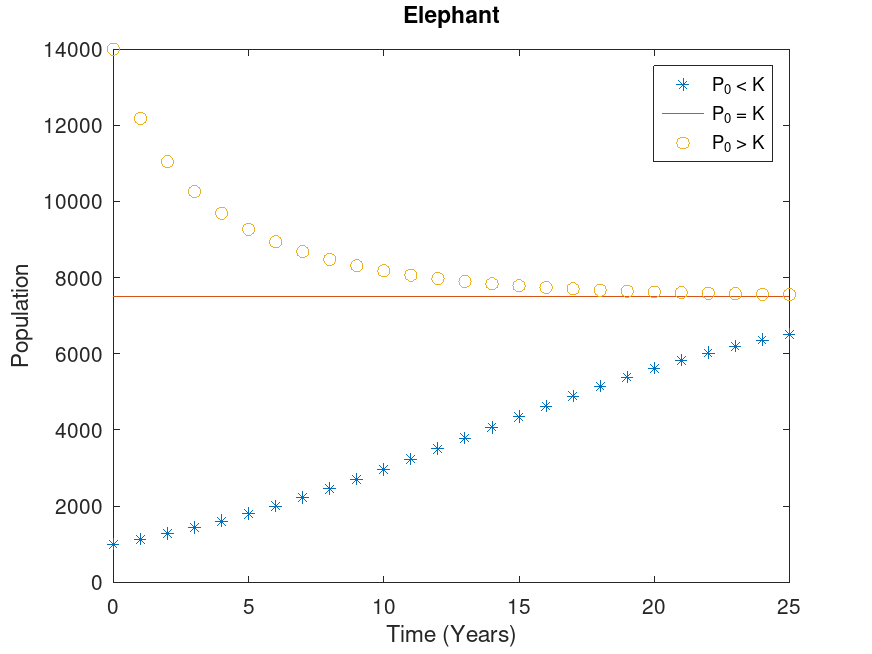 Elephant
14000
12000
10000
8000
6000
4000
2000
0
Population
P₀ < K
P₀ = K
P₀ > K
0 5 10 15 20 25
Time (Years)